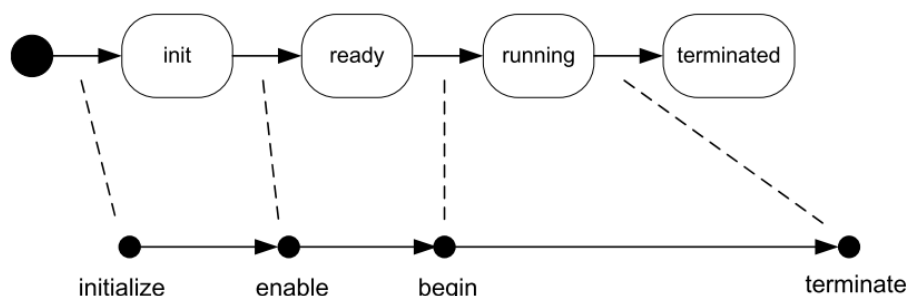 init
ready
running
terminated
initialize
enable
begin
terminate